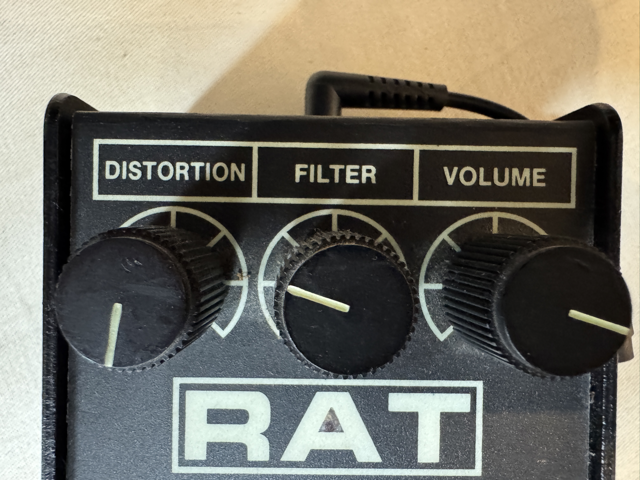 DISTORTION FILTER VOLUME
RAT